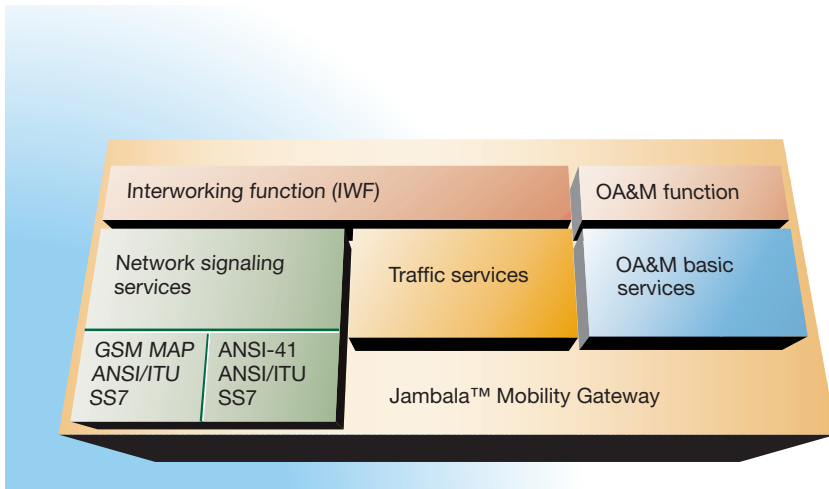 Interworking function (IWF)
OA&M function
Network signaling
services
Traffic services
OA&M basic
services
GSM MAP
ANSI/ITU
SS7
ANSI-41
ANSI/ITU
SS7
Jambala™ Mobility Gateway